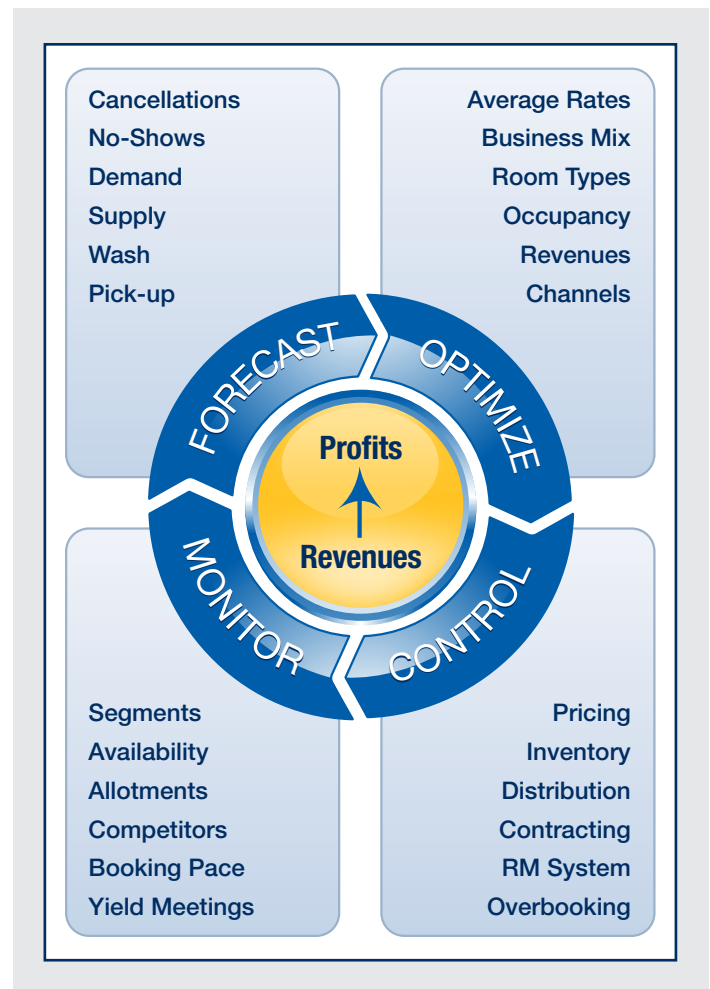 Cancellations
No-Shows
Demand
Supply
Wash
Pick-up
Average Rates
Business Mix
Room Types
Occupancy
Revenues
Channels
FORECAST
OPTIMIZE
Profits
Revenues
MONITOR
CONTROL
Segments
Availability
Allotments
Competitors
Booking Pace
Yield Meetings
Pricing
Inventory
Distribution
Contracting
RM System
Overbooking